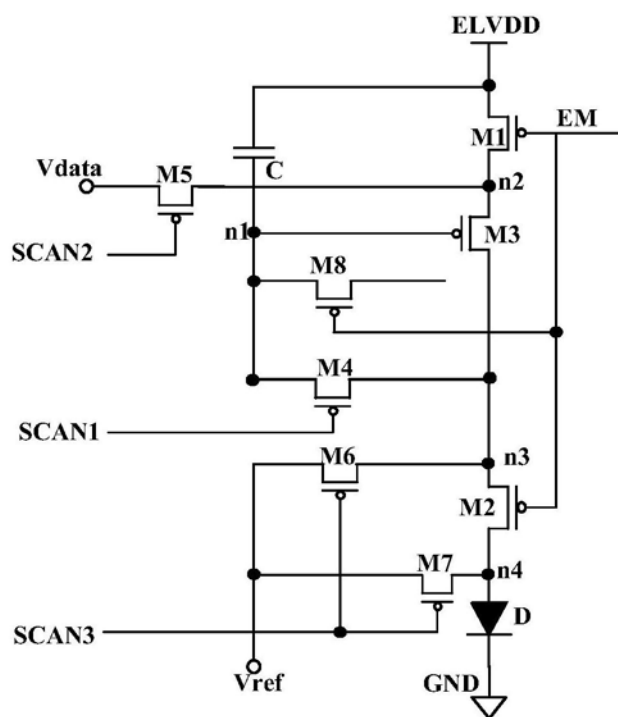 ELVDD
EM
M1
C
Vdata
M5
n2
n1
M3
SCAN2
M8
M4
SCAN1
M6
n3
M2
M7
n4
SCAN3
D
Vref
GND